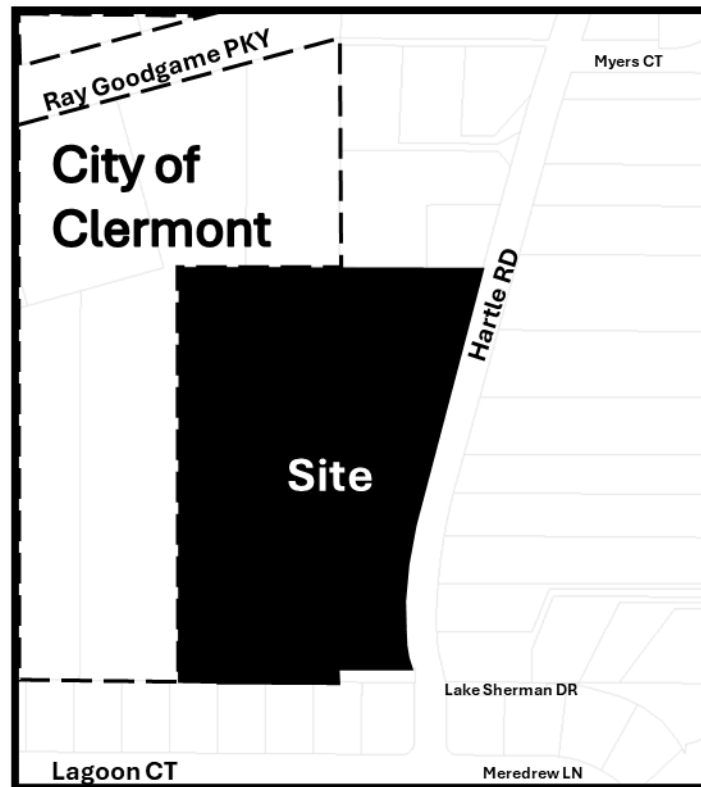 Ray Goodgame PKY
Myers CT
City of
Clermont
Hartle RD
Site
Lake Sherman DR
Lagoon CT
Meredrew LN